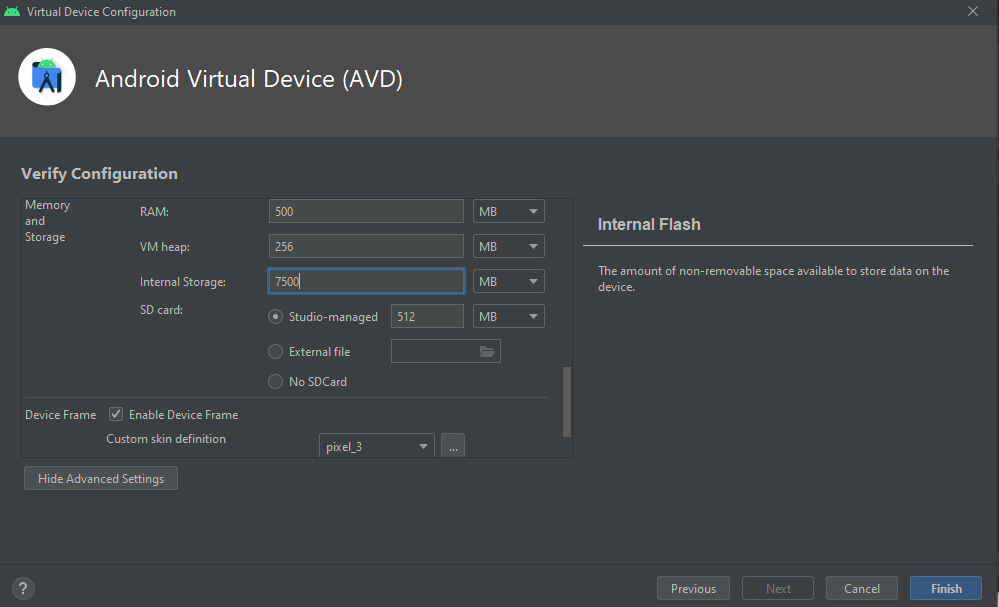 Virtual Device Configuration
Android Virtual Device (AVD)
Verify Configuration
Memory
and
Storage
RAM: 500 MB
VM heap: 256 MB
Internal Storage: 7500 MB
SD card:
Studio-managed 512 MB
External file
No SDCard
Device Frame Enable Device Frame
Custom skin definition
pixel_3 ...
Hide Advanced Settings
Internal Flash
The amount of non-removable space available to store data on the
device.
? Previous Next Cancel Finish